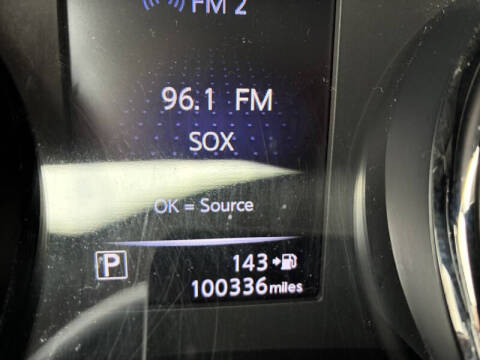 FM 2
96.1 FM
SOX
OK = Source
P 143
100336 miles